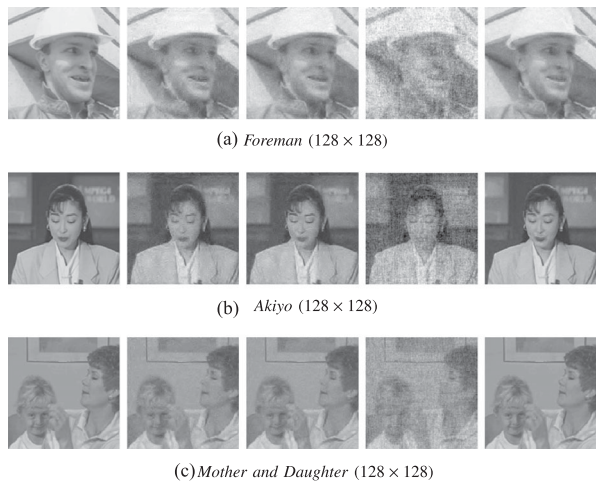 (a) Foreman (128 × 128)
(b) Akiyo (128 × 128)
(c) Mother and Daughter (128 × 128)